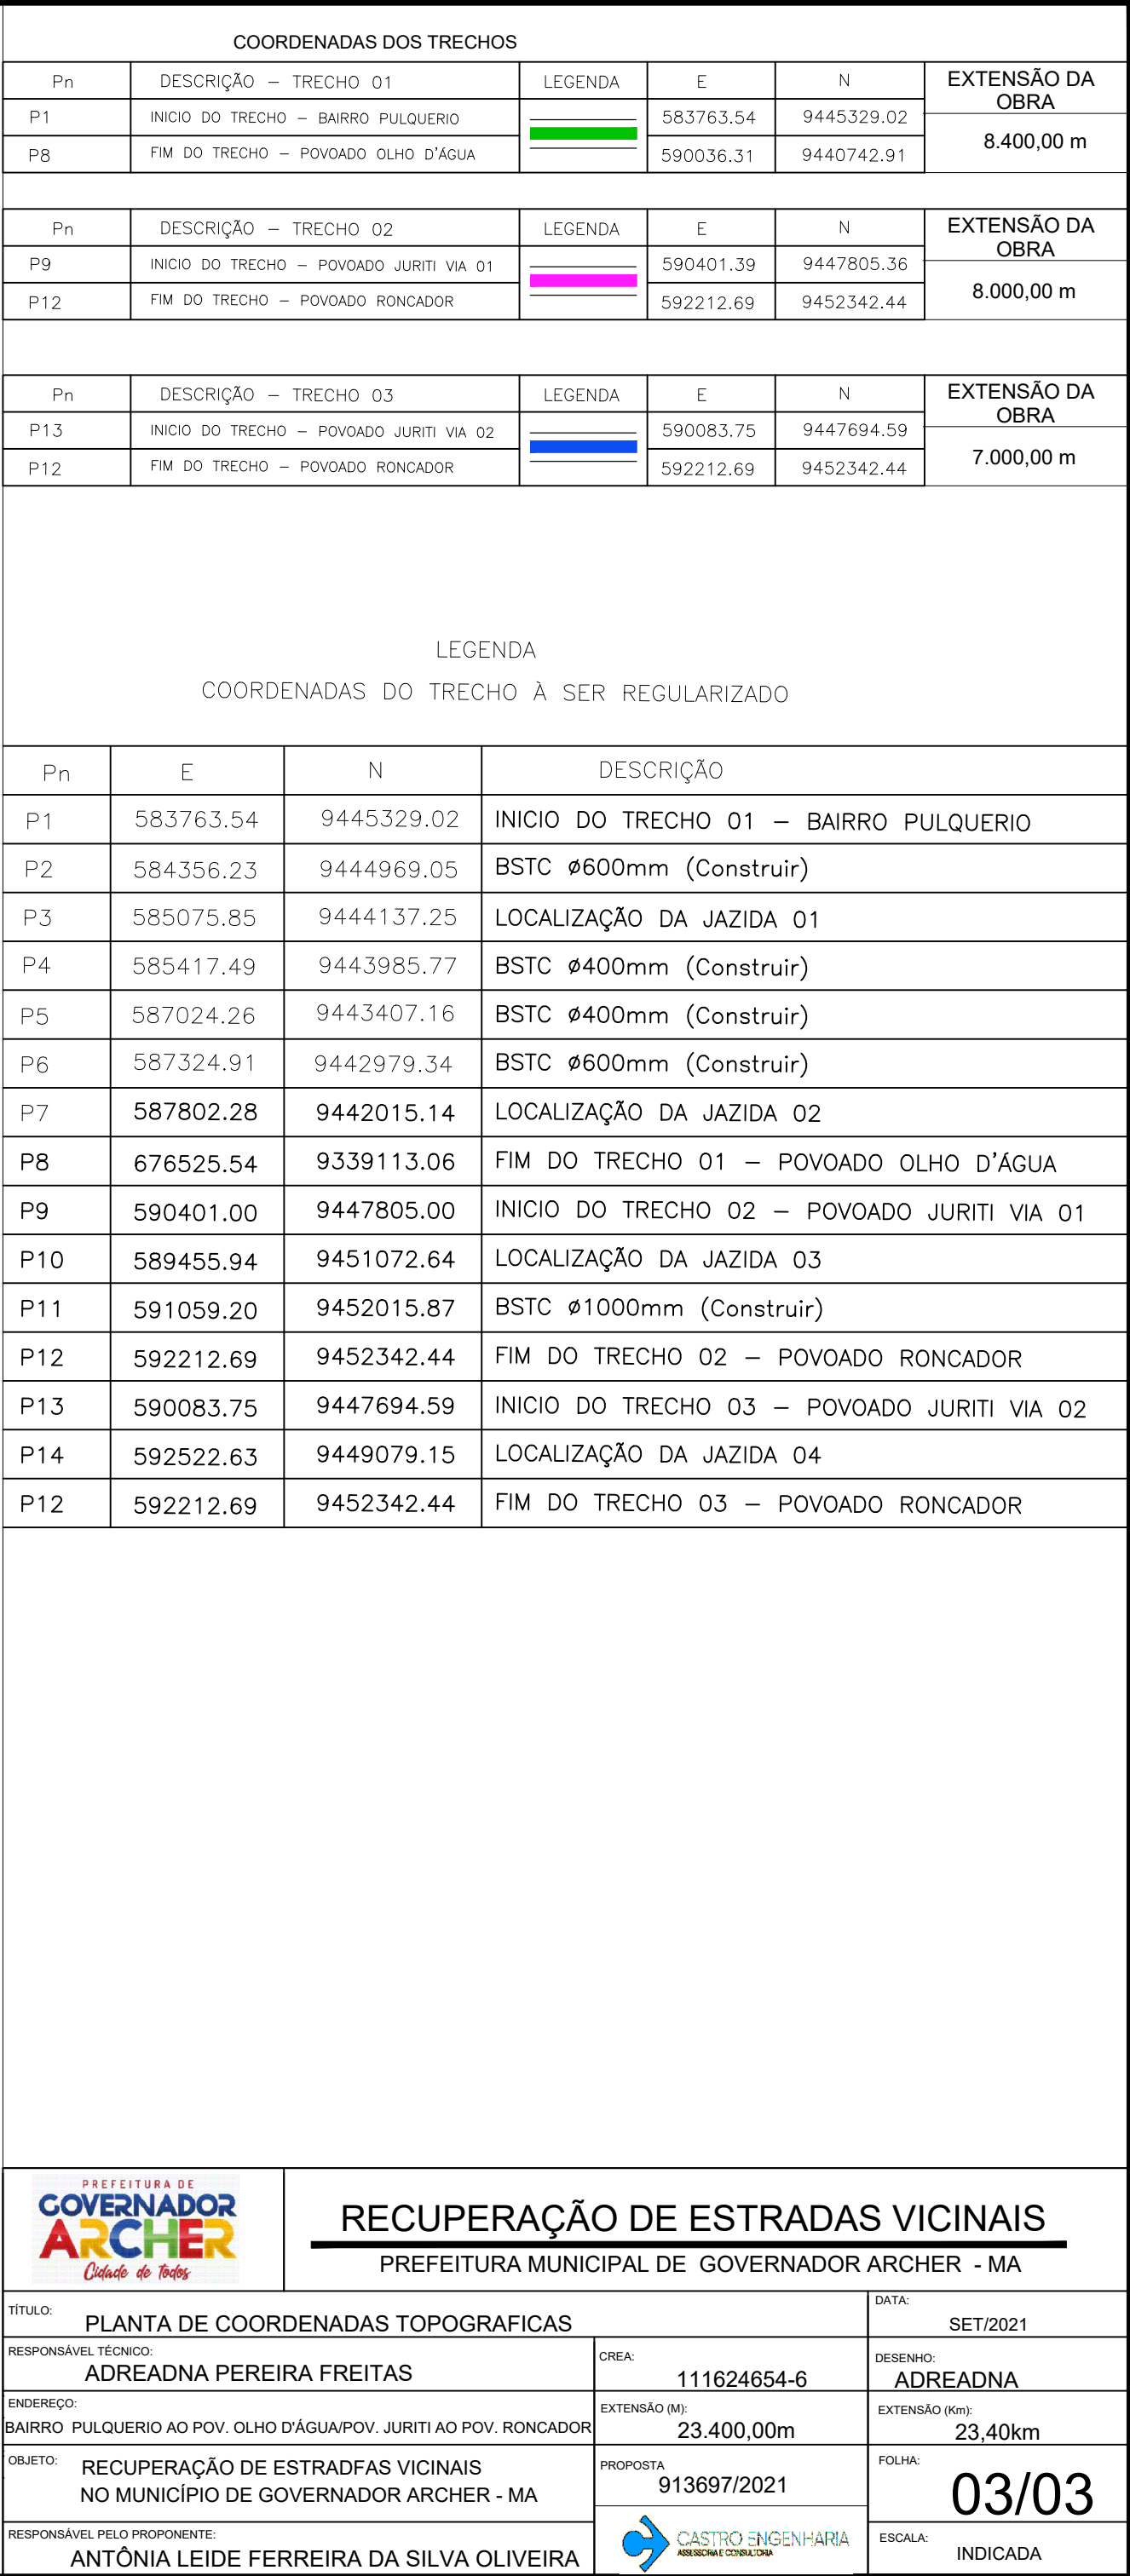 COORDENADAS DOS TRECHOS
Pn DESCRIÇÃO – TRECHO 01 LEGENDA E N EXTENSÃO DA OBRA
P1 INICIO DO TRECHO – BAIRRO PULQUERIO 583763.54 9445329.02 8.400,00 m
P8 FIM DO TRECHO – POVOADO OLHO D'ÁGUA 590036.31 9440742.91
Pn DESCRIÇÃO – TRECHO 02 LEGENDA E N EXTENSÃO DA OBRA
P9 INICIO DO TRECHO – POVOADO JURITI VIA 01 590401.39 9447805.36 8.000,00 m
P12 FIM DO TRECHO – POVOADO RONCADOR 592212.69 9452342.44
Pn DESCRIÇÃO – TRECHO 03 LEGENDA E N EXTENSÃO DA OBRA
P13 INICIO DO TRECHO – POVOADO JURITI VIA 02 590083.75 9447694.59 7.000,00 m
P12 FIM DO TRECHO – POVOADO RONCADOR 592212.69 9452342.44
LEGENDA
COORDENADAS DO TRECHO À SER REGULARIZADO
Pn E N DESCRIÇÃO
P1 583763.54 9445329.02 INICIO DO TRECHO 01 – BAIRRO PULQUERIO
P2 584356.23 9444969.05 BSTC ø600mm (Construir)
P3 585075.85 9444137.25 LOCALIZAÇÃO DA JAZIDA 01
P4 585417.49 9443985.77 BSTC ø400mm (Construir)
P5 587024.26 9443407.16 BSTC ø400mm (Construir)
P6 587324.91 9442979.34 BSTC ø600mm (Construir)
P7 587802.28 9442015.14 LOCALIZAÇÃO DA JAZIDA 02
P8 676525.54 9339113.06 FIM DO TRECHO 01 – POVOADO OLHO D'ÁGUA
P9 590401.00 9447805.00 INICIO DO TRECHO 02 – POVOADO JURITI VIA 01
P10 589455.94 9451072.64 LOCALIZAÇÃO DA JAZIDA 03
P11 591059.20 9452015.87 BSTC ø1000mm (Construir)
P12 592212.69 9452342.44 FIM DO TRECHO 02 – POVOADO RONCADOR
P13 590083.75 9447694.59 INICIO DO TRECHO 03 – POVOADO JURITI VIA 02
P14 592522.63 9449079.15 LOCALIZAÇÃO DA JAZIDA 04
P12 592212.69 9452342.44 FIM DO TRECHO 03 – POVOADO RONCADOR
PREFEITURA DE
GOVERNADOR
ARCHER
Cidade de todos
RECUPERAÇÃO DE ESTRADAS VICINAIS
PREFEITURA MUNICIPAL DE GOVERNADOR ARCHER - MA
TÍTULO: PLANTA DE COORDENADAS TOPOGRAFICAS
DATA: SET/2021
RESPONSÁVEL TÉCNICO: ADREADNA PEREIRA FREITAS
CREA: 111624654-6
DESENHO: ADREADNA
ENDEREÇO:
BAIRRO PULQUERIO AO POV. OLHO D'ÁGUA/POV. JURITI AO POV. RONCADOR
EXTENSÃO (M): 23.400,00m
EXTENSÃO (Km): 23,40km
OBJETO: RECUPERAÇÃO DE ESTRADFAS VICINAIS
NO MUNICÍPIO DE GOVERNADOR ARCHER - MA
PROPOSTA
913697/2021
FOLHA: 03/03
RESPONSÁVEL PELO PROPONENTE:
ANTÔNIA LEIDE FERREIRA DA SILVA OLIVEIRA
CASTRO ENGENHARIA
ASSESSORIA E CONSULTORIA
ESCALA: INDICADA